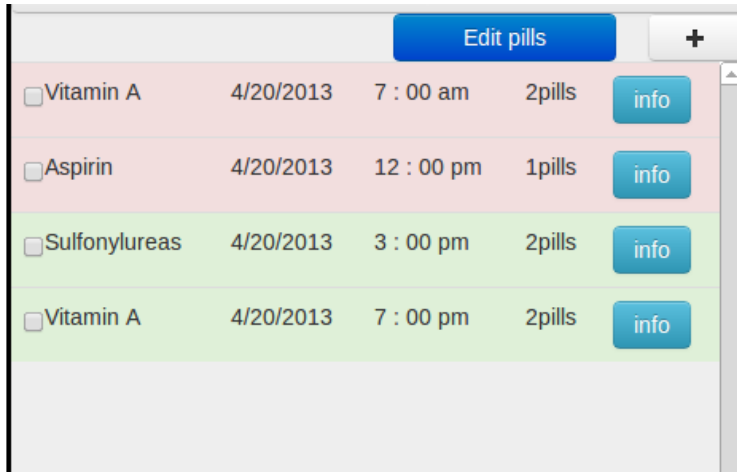 Edit pills +
Vitamin A 4/20/2013 7 : 00 am 2pills info
Aspirin 4/20/2013 12 : 00 pm 1pills info
Sulfonylureas 4/20/2013 3 : 00 pm 2pills info
Vitamin A 4/20/2013 7 : 00 pm 2pills info